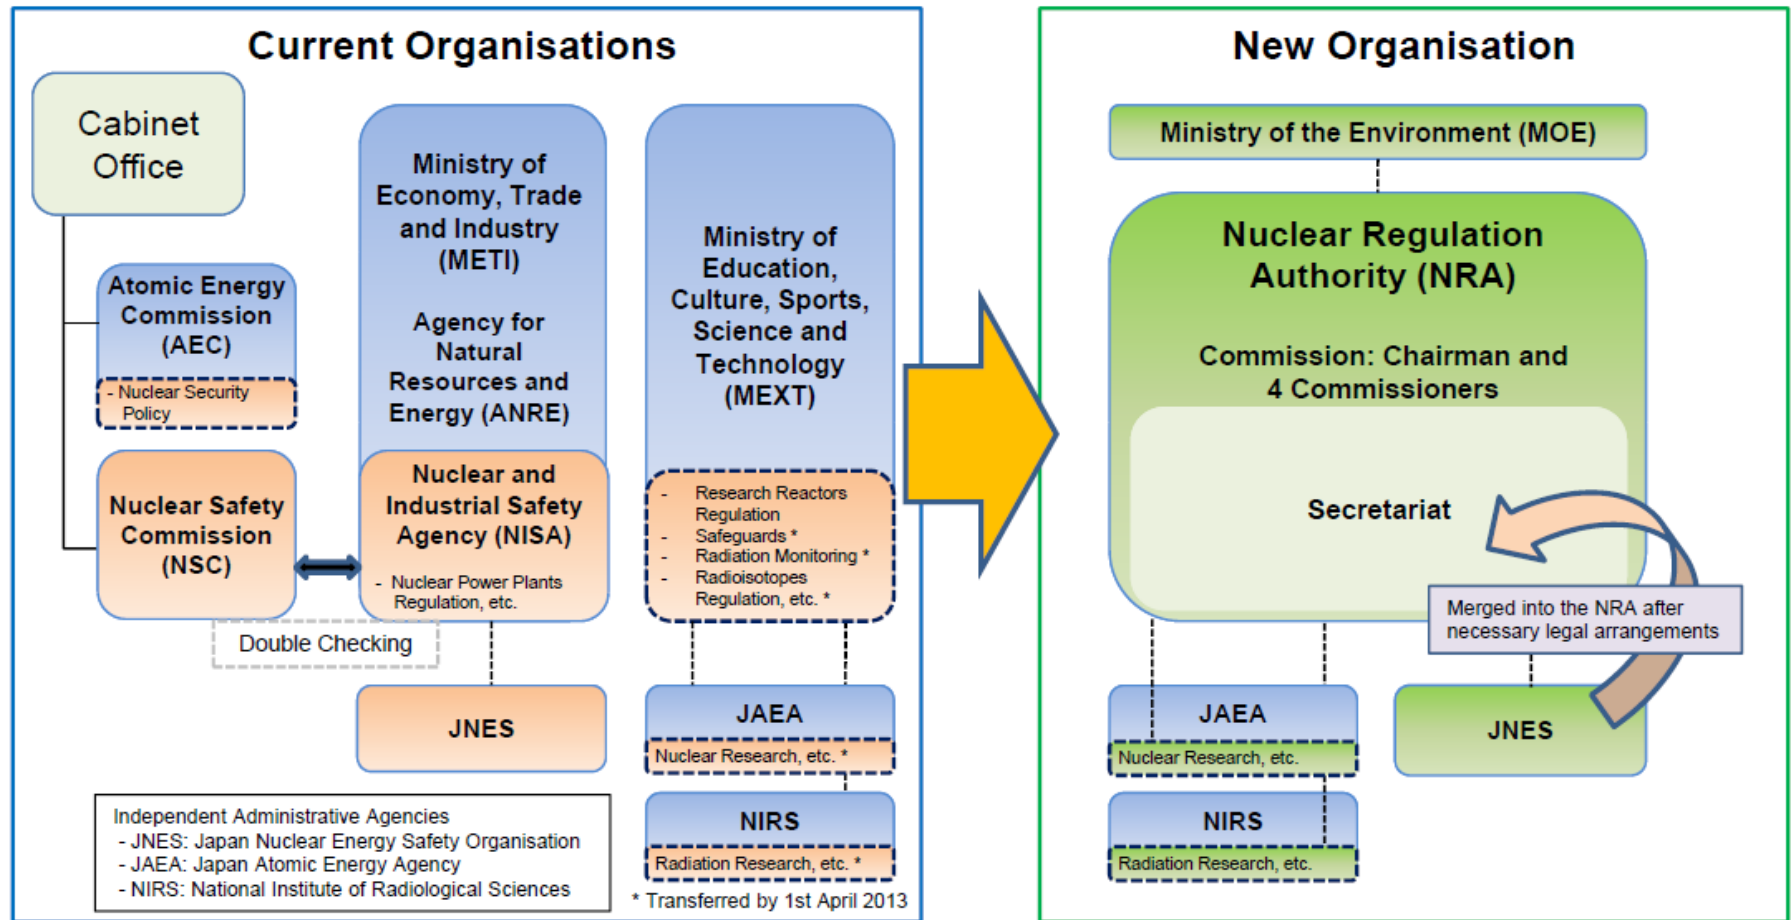 Current Organisations
Cabinet
Office
Atomic Energy
Commission
(AEC)
- Nuclear Security
Policy
Nuclear Safety
Commission
(NSC)
Ministry of
Economy, Trade
and Industry
(METI)
Agency for
Natural
Resources and
Energy (ANRE)
Nuclear and
Industrial Safety
Agency (NISA)
- Nuclear Power Plants
Regulation, etc.
Double Checking
JNES
Ministry of
Education,
Culture, Sports,
Science and
Technology
(MEXT)
- Research Reactors
Regulation
- Safeguards *
- Radiation Monitoring *
- Radioisotopes
Regulation, etc. *
JAEA
Nuclear Research, etc. *
NIRS
Radiation Research, etc. *
Independent Administrative Agencies
- JNES: Japan Nuclear Energy Safety Organisation
- JAEA: Japan Atomic Energy Agency
- NIRS: National Institute of Radiological Sciences
* Transferred by 1st April 2013
New Organisation
Ministry of the Environment (MOE)
Nuclear Regulation
Authority (NRA)
Commission: Chairman and
4 Commissioners
Secretariat
Merged into the NRA after
necessary legal arrangements
JAEA
Nuclear Research, etc.
NIRS
Radiation Research, etc.
JNES